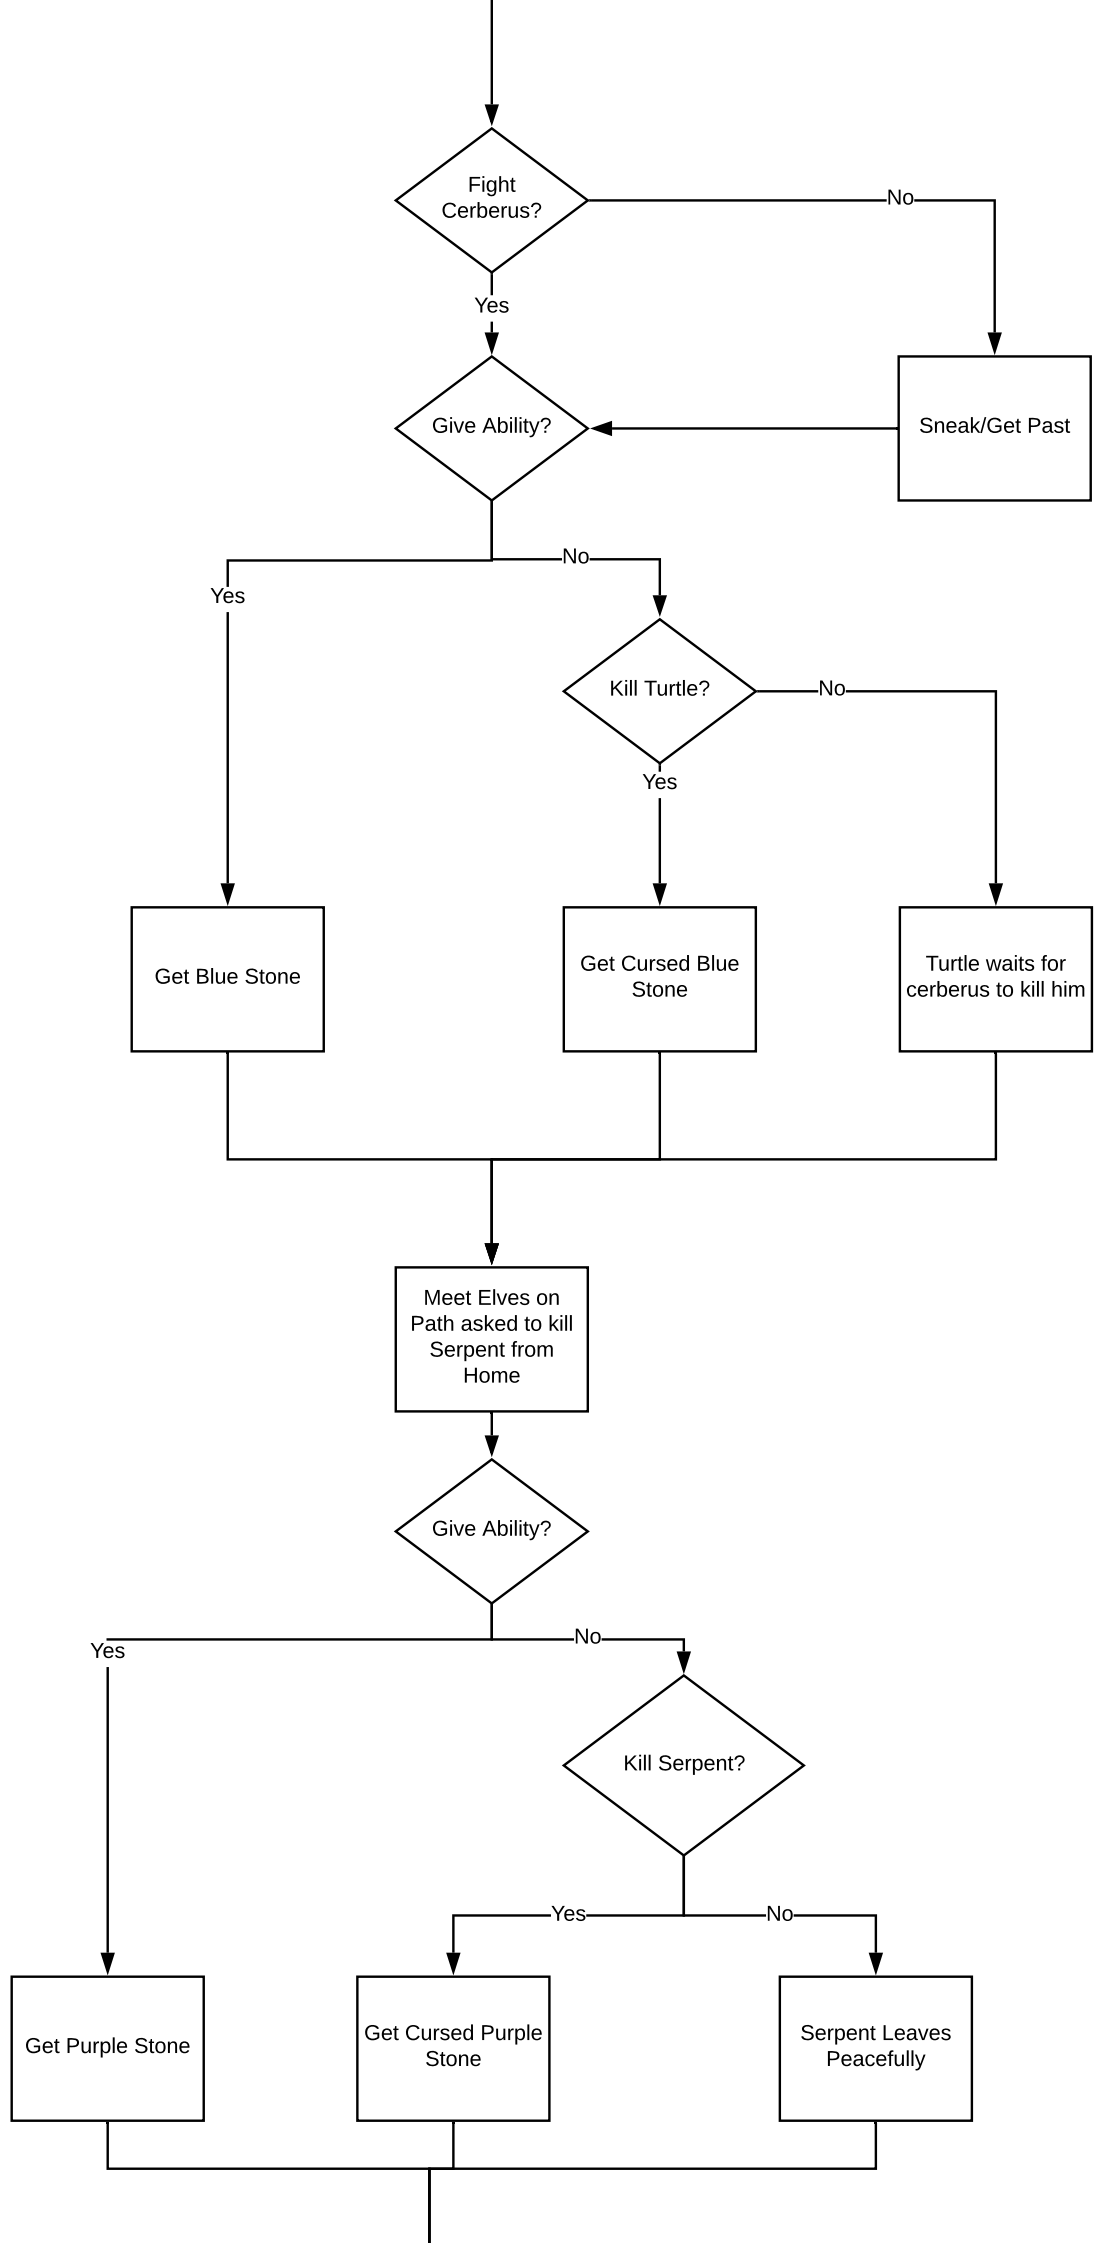 Fight
Cerberus?
No
Yes
Give Ability?
Sneak/Get Past
No
Yes
Kill Turtle?
No
Yes
Get Blue Stone
Get Cursed Blue
Stone
Turtle waits for
cerberus to kill him
Meet Elves on
Path asked to kill
Serpent from
Home
Give Ability?
No
Yes
Kill Serpent?
Yes
No
Get Purple Stone
Get Cursed Purple
Stone
Serpent Leaves
Peacefully